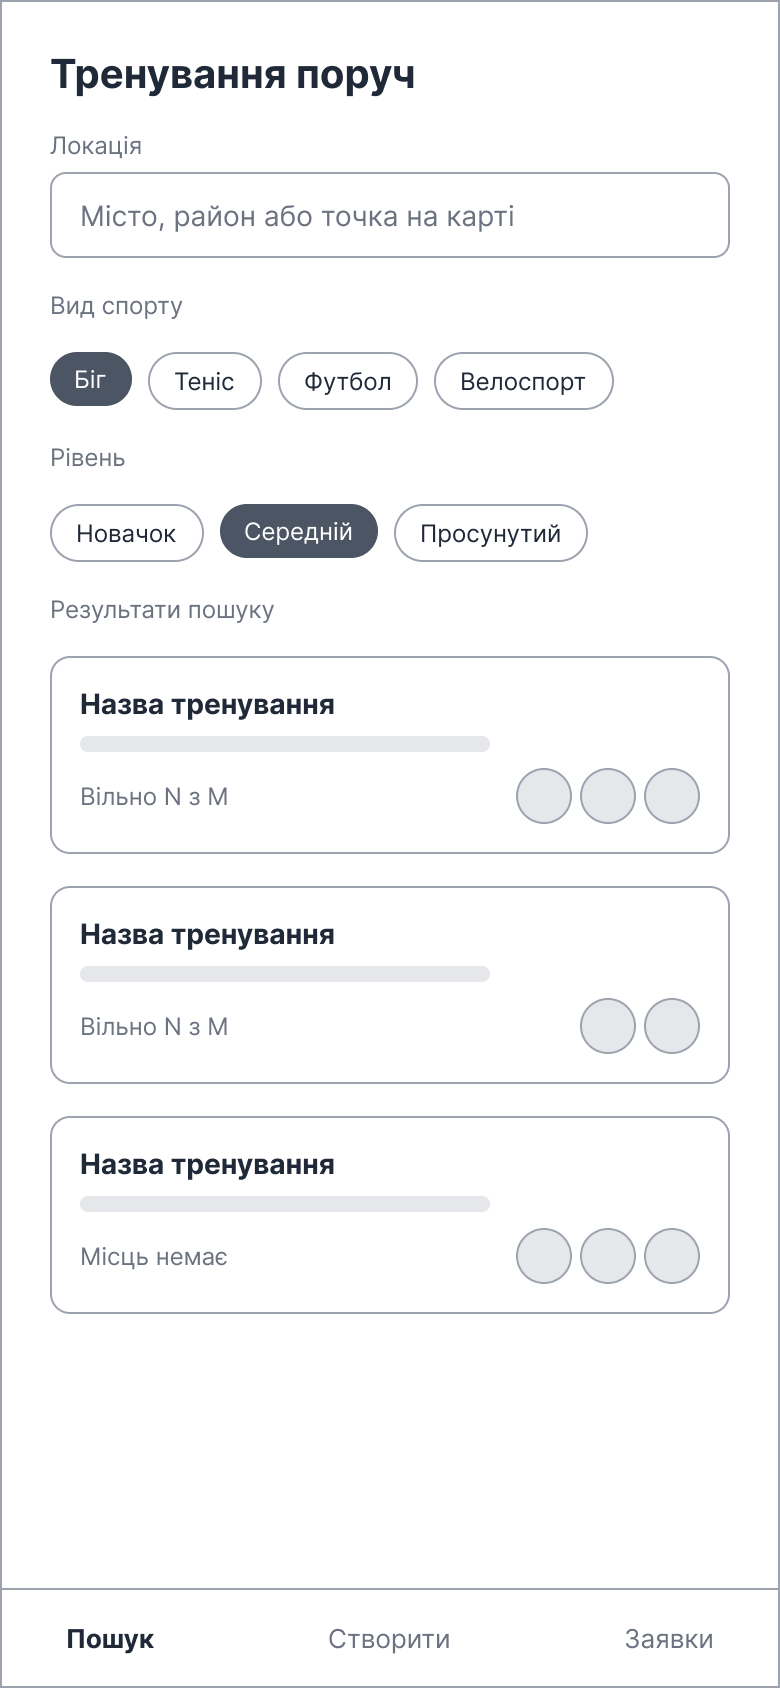 Тренування поруч
Локація
Місто, район або точка на карті
Вид спорту
Біг Теніс Футбол Велоспорт
Рівень
Новачок Середній Просунутий
Результати пошуку
Назва тренування
Вільно N з M
Назва тренування
Вільно N з M
Назва тренування
Місць немає
Пошук Створити Заявки